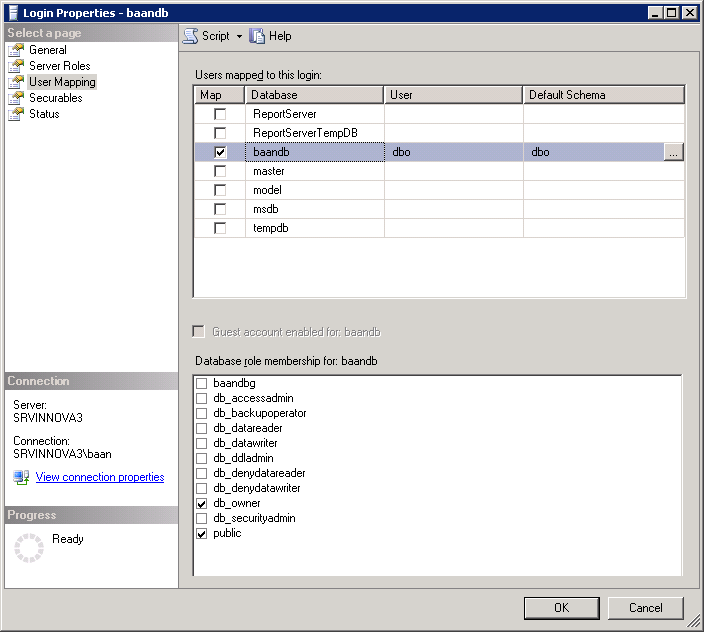 Login Properties - baandb
Select a page
General
Server Roles
User Mapping
Securables
Status
Script Help
Users mapped to this login:
Map Database User Default Schema
ReportServer
ReportServerTempDB
baandb dbo dbo ...
master
model
msdb
tempdb
Guest account enabled for: baandb
Database role membership for: baandb
baandbg
db_accessadmin
db_backupoperator
db_datareader
db_datawriter
db_ddladmin
db_denydatareader
db_denydatawriter
db_owner
db_securityadmin
public
Connection
Server:
SRVINNOVA3
Connection:
SRVINNOVA3\baan
View connection properties
Progress
Ready
OK Cancel